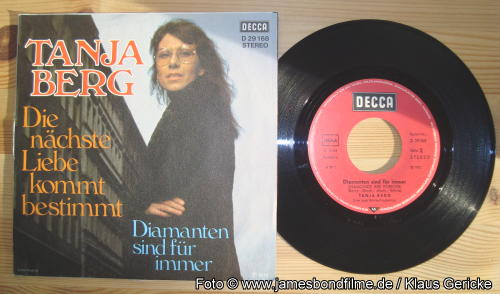 TANJA
BERG
DECCA
D 29 168
STEREO
Die
nächste
Liebe
kommt
bestimmt
Diamanten
sind für
immer
DECCA
STEREO
Diamanten sind für immer
TANJA BERG
Foto © www.jamesbondfilme.de / Klaus Gericke